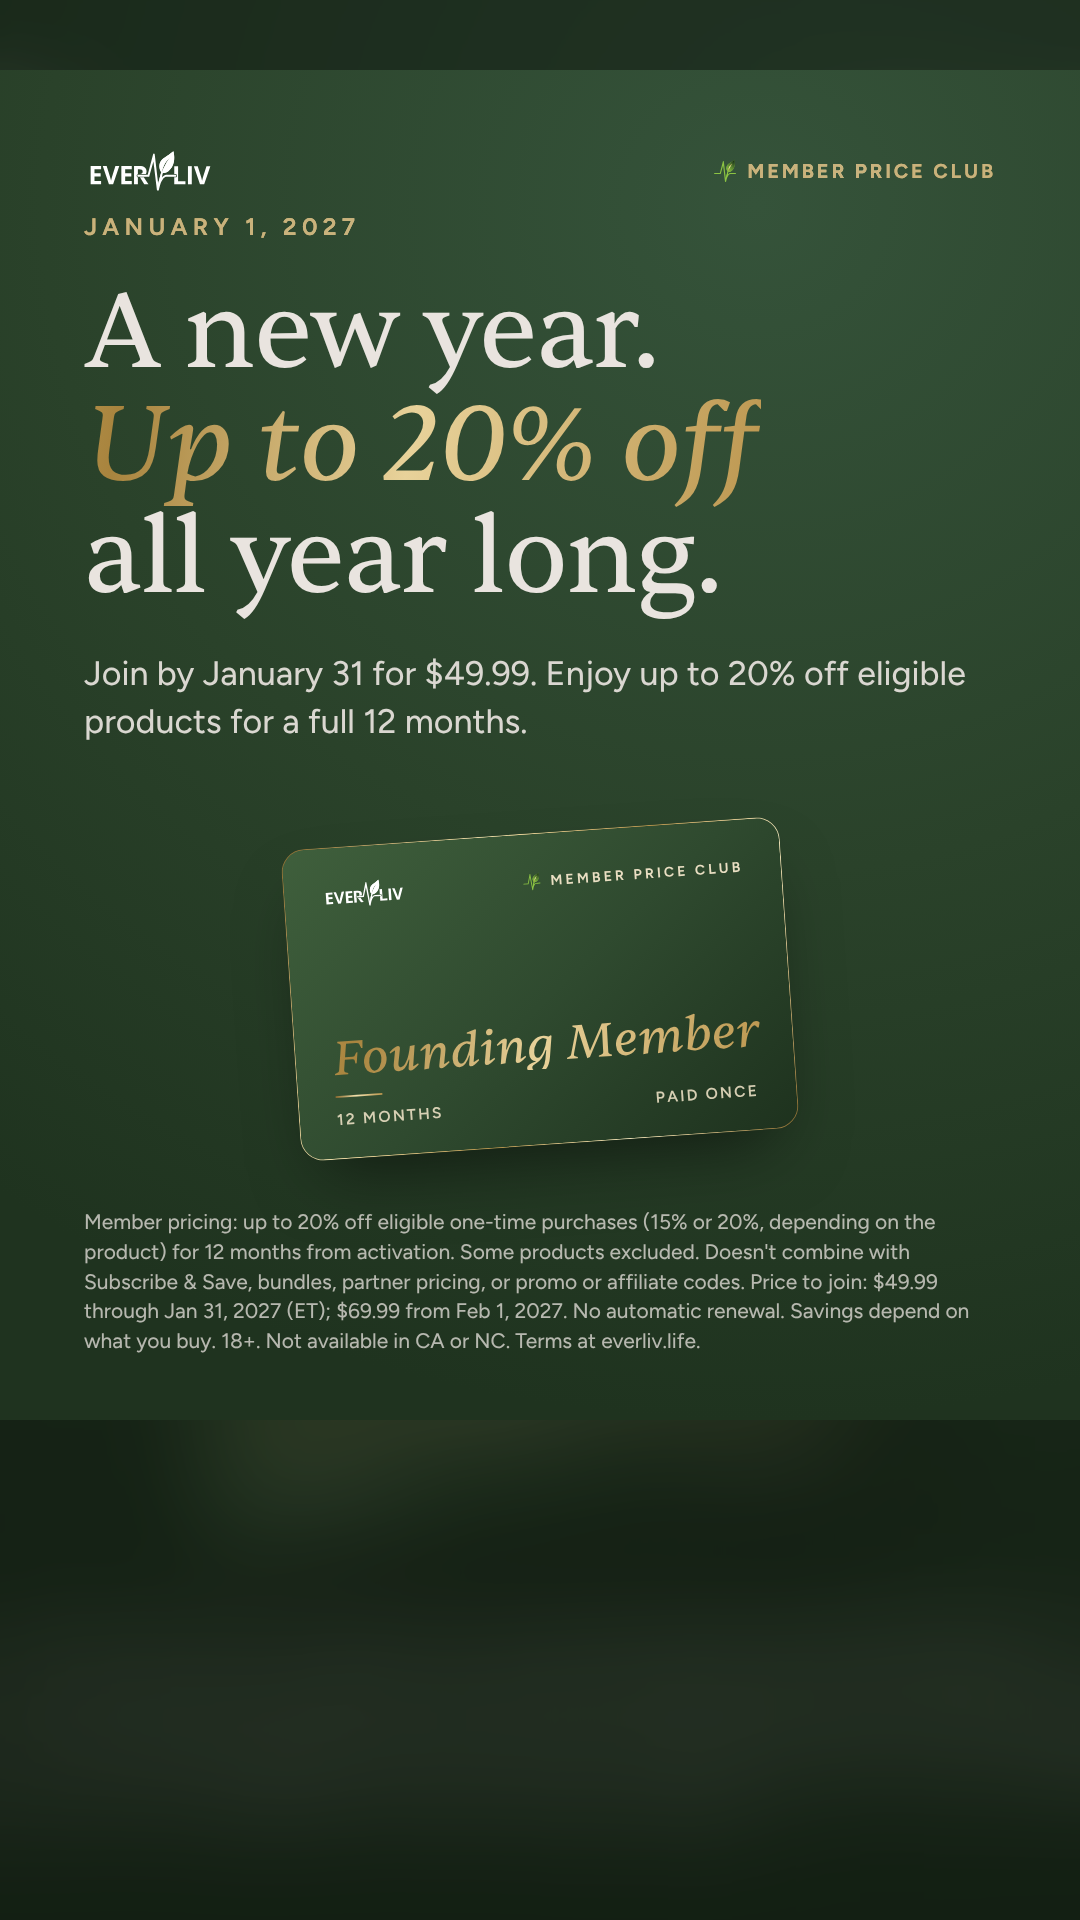 EVERLIV
MEMBER PRICE CLUB
JANUARY 1, 2027
A new year.
Up to 20% off
all year long.
Join by January 31 for $49.99. Enjoy up to 20% off eligible
products for a full 12 months.
EVERLIV
MEMBER PRICE CLUB
Founding Member
12 MONTHS
PAID ONCE
Member pricing: up to 20% off eligible one-time purchases (15% or 20%, depending on the
product) for 12 months from activation. Some products excluded. Doesn't combine with
Subscribe & Save, bundles, partner pricing, or promo or affiliate codes. Price to join: $49.99
through Jan 31, 2027 (ET); $69.99 from Feb 1, 2027. No automatic renewal. Savings depend on
what you buy. 18+. Not available in CA or NC. Terms at everliv.life.